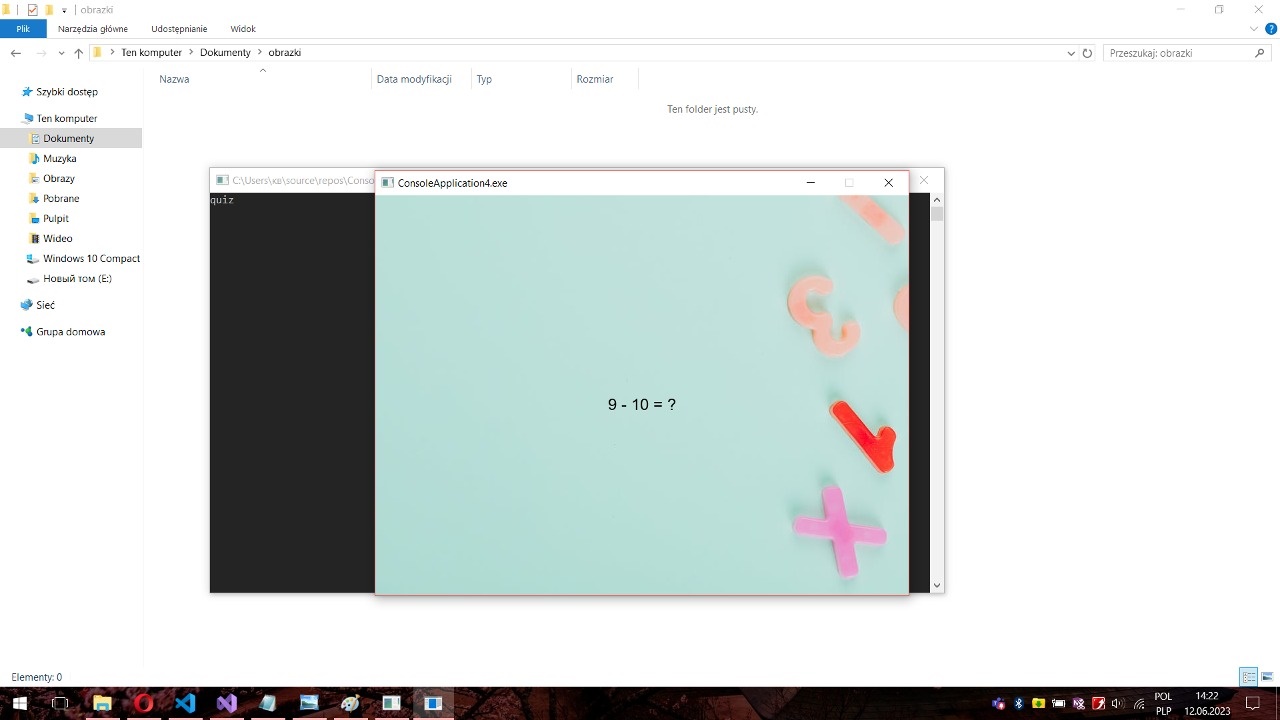 obrazki
Plik Narzędzia główne Udostępnianie Widok
Ten komputer Dokumenty obrazki
Przeszukaj: obrazki
Nazwa Data modyfikacji Typ Rozmiar
Ten folder jest pusty.
Szybki dostęp
Ten komputer
Dokumenty
Muzyka
Obrazy
Pobrane
Pulpit
Wideo
Windows 10 Compact
Новый том (E:)
Sieć
Grupa domowa
C:\Users\кв\source\repos\Conso
quiz
ConsoleApplication4.exe
9 - 10 = ?
Elementy: 0
POL
PLP
14:22
12.06.2023